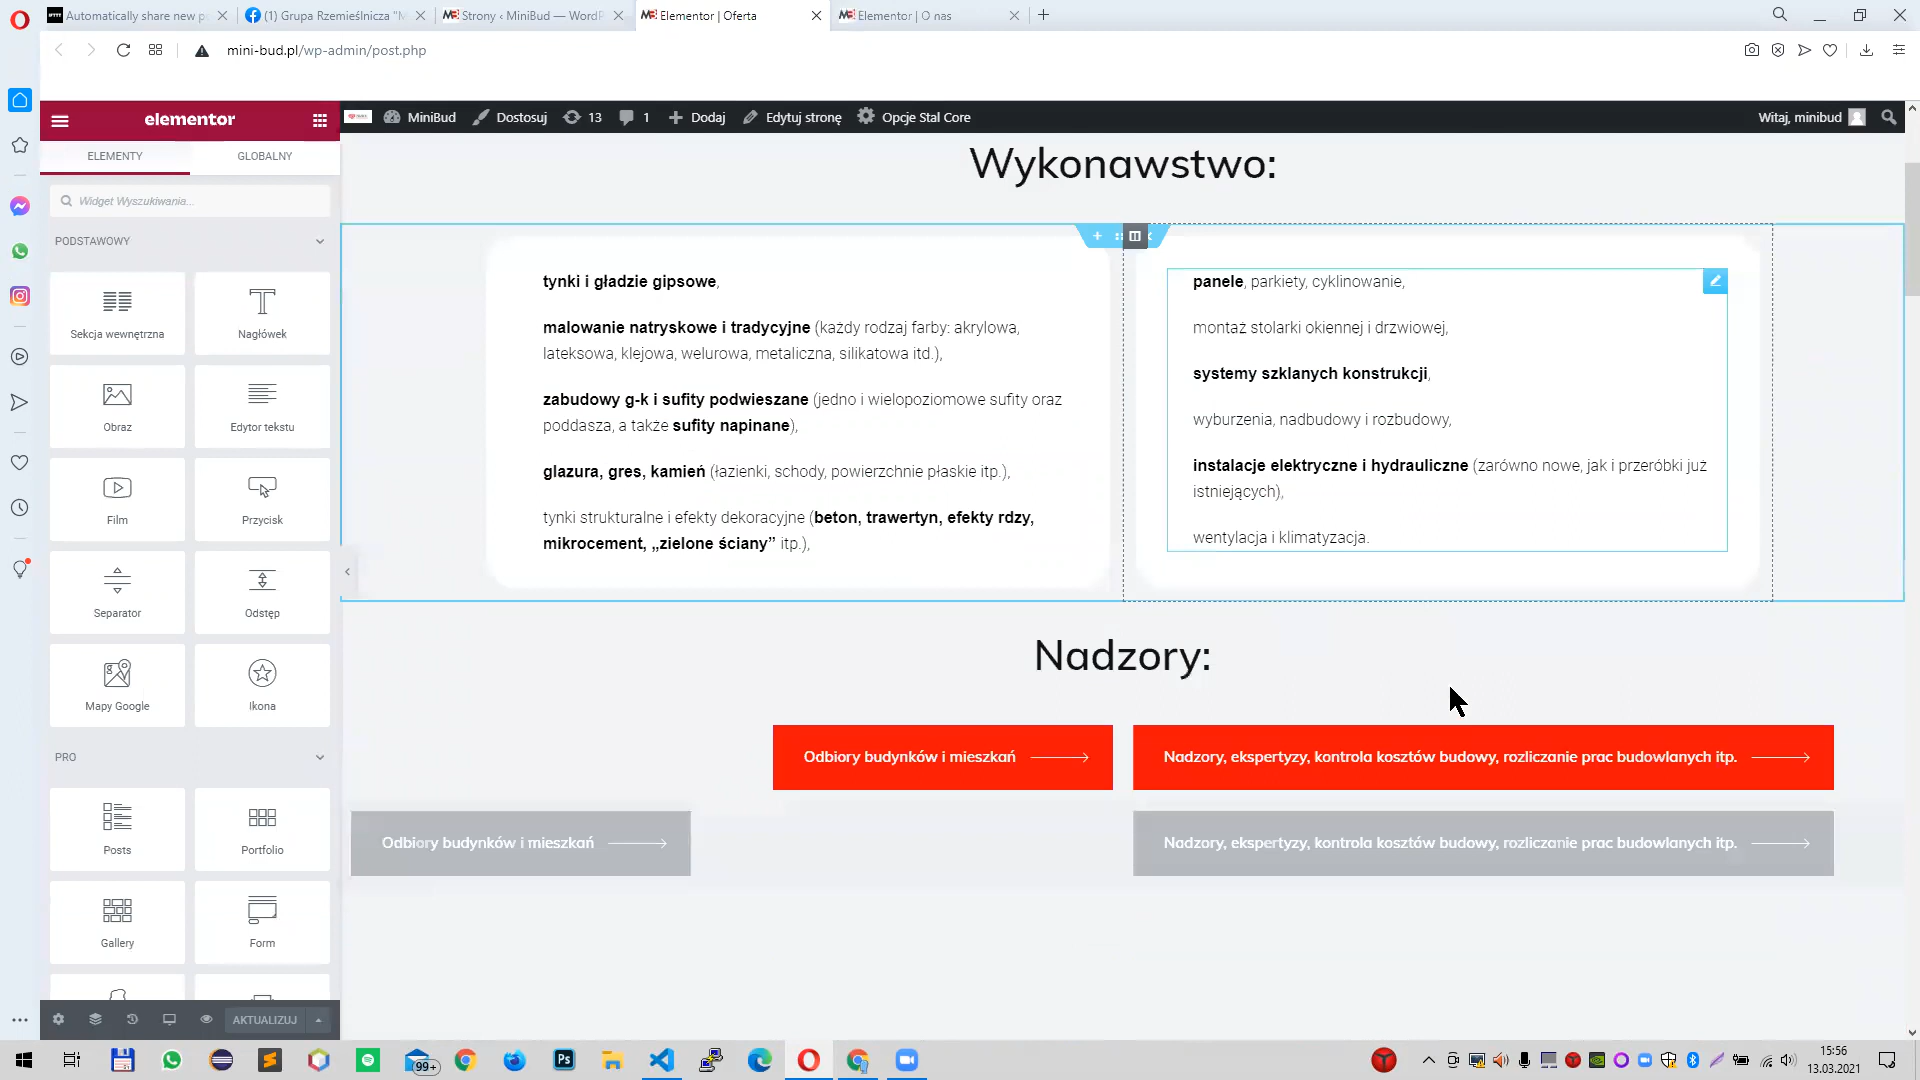 Automatically share new p
(1) Grupa Rzemieślnicza "M
Strony ‹ MiniBud — WordP
Elementor | Oferta
Elementor | O nas
mini-bud.pl/wp-admin/post.php
elementor
MiniBud
Dostosuj
13
1
Dodaj
Edytuj stronę
Opcje Stal Core
Witaj, minibud
ELEMENTY
GLOBALNY
Widget Wyszukiwania...
PODSTAWOWY
Sekcja wewnętrzna
Nagłówek
Obraz
Edytor tekstu
Film
Przycisk
Separator
Odstęp
Mapy Google
Ikona
PRO
Posts
Portfolio
Gallery
Form
AKTUALIZUJ
Wykonawstwo:
tynki i gładzie gipsowe,
malowanie natryskowe i tradycyjne (każdy rodzaj farby: akrylowa,
lateksowa, klejowa, welurowa, metaliczna, silikatowa itd.),
zabudowy g-k i sufity podwieszane (jedno i wielopoziomowe sufity oraz
poddasza, a także sufity napinane),
glazura, gres, kamień (łazienki, schody, powierzchnie płaskie itp.),
tynki strukturalne i efekty dekoracyjne (beton, trawertyn, efekty rdzy,
mikrocement, „zielone ściany” itp.),
panele, parkiety, cyklinowanie,
montaż stolarki okiennej i drzwiowej,
systemy szklanych konstrukcji,
wyburzenia, nadbudowy i rozbudowy,
instalacje elektryczne i hydrauliczne (zarówno nowe, jak i przeróbki już
istniejących),
wentylacja i klimatyzacja.
Nadzory:
Odbiory budynków i mieszkań
Nadzory, ekspertyzy, kontrola kosztów budowy, rozliczanie prac budowlanych itp.
Odbiory budynków i mieszkań
Nadzory, ekspertyzy, kontrola kosztów budowy, rozliczanie prac budowlanych itp.
99+
Ps
15:56
13.03.2021